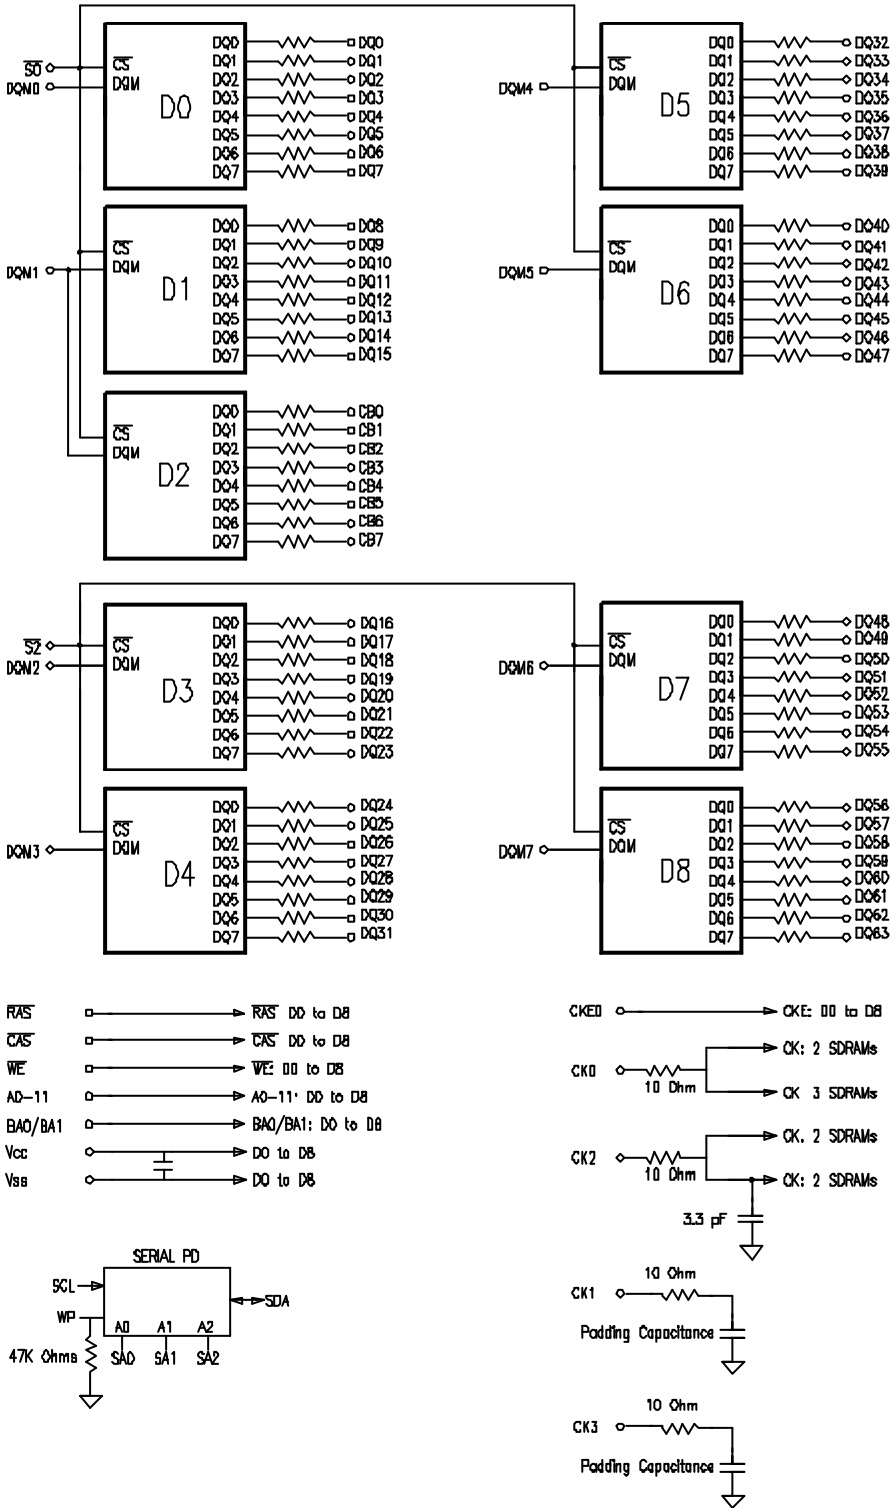 S0
DQM0
CS
DQM
D0
DQ0 DQ0
DQ1 DQ1
DQ2 DQ2
DQ3 DQ3
DQ4 DQ4
DQ5 DQ5
DQ6 DQ6
DQ7 DQ7
DQM4
CS
DQM
D5
DQ0 DQ32
DQ1 DQ33
DQ2 DQ34
DQ3 DQ35
DQ4 DQ36
DQ5 DQ37
DQ6 DQ38
DQ7 DQ39
DQM1
CS
DQM
D1
DQ0 DQ8
DQ1 DQ9
DQ2 DQ10
DQ3 DQ11
DQ4 DQ12
DQ5 DQ13
DQ6 DQ14
DQ7 DQ15
DQM5
CS
DQM
D6
DQ0 DQ40
DQ1 DQ41
DQ2 DQ42
DQ3 DQ43
DQ4 DQ44
DQ5 DQ45
DQ6 DQ46
DQ7 DQ47
CS
DQM
D2
DQ0 CB0
DQ1 CB1
DQ2 CB2
DQ3 CB3
DQ4 CB4
DQ5 CB5
DQ6 CB6
DQ7 CB7
S2
DQM2
CS
DQM
D3
DQ0 DQ16
DQ1 DQ17
DQ2 DQ18
DQ3 DQ19
DQ4 DQ20
DQ5 DQ21
DQ6 DQ22
DQ7 DQ23
DQM6
CS
DQM
D7
DQ0 DQ48
DQ1 DQ49
DQ2 DQ50
DQ3 DQ51
DQ4 DQ52
DQ5 DQ53
DQ6 DQ54
DQ7 DQ55
DQM3
CS
DQM
D4
DQ0 DQ24
DQ1 DQ25
DQ2 DQ26
DQ3 DQ27
DQ4 DQ28
DQ5 DQ29
DQ6 DQ30
DQ7 DQ31
DQM7
CS
DQM
D8
DQ0 DQ56
DQ1 DQ57
DQ2 DQ58
DQ3 DQ59
DQ4 DQ60
DQ5 DQ61
DQ6 DQ62
DQ7 DQ63
RAS RAS D0 to D8
CAS CAS D0 to D8
WE WE: D0 to D8
A0-11 A0-11: D0 to D8
BA0/BA1 BA0/BA1: D0 to D8
Vcc D0 to D8
Vss D0 to D8
CKE0 CKE: D0 to D8
CK: 2 SDRAMs
CK0
10 Ohm
CK 3 SDRAMs
CK. 2 SDRAMs
CK2
10 Ohm
CK: 2 SDRAMs
3.3 pF
SERIAL PD
SCL
SDA
WP
A0 A1 A2
47K Ohms
SA0 SA1 SA2
10 Ohm
CK1
Padding Capacitance
10 Ohm
CK3
Padding Capacitance